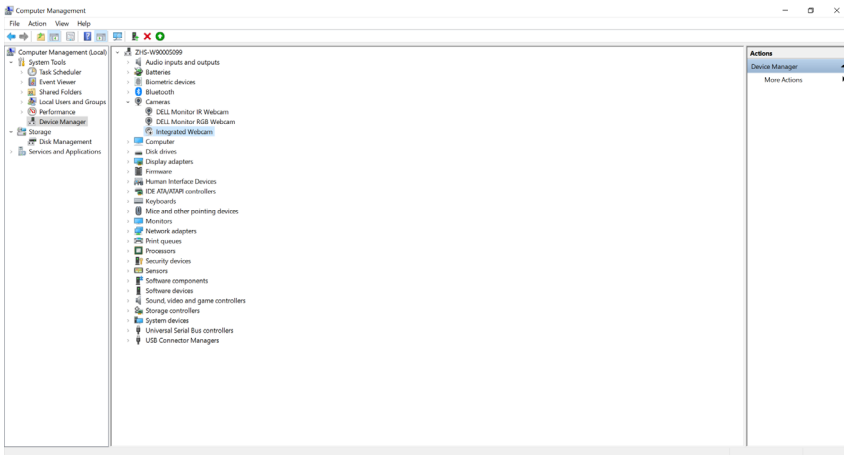 Computer Management
File Action View Help
Computer Management (Local)
System Tools
Task Scheduler
Event Viewer
Shared Folders
Local Users and Groups
Performance
Device Manager
Storage
Disk Management
Services and Applications
ZHS-W90005099
Audio inputs and outputs
Batteries
Biometric devices
Bluetooth
Cameras
DELL Monitor IR Webcam
DELL Monitor RGB Webcam
Integrated Webcam
Computer
Disk drives
Display adapters
Firmware
Human Interface Devices
IDE ATA/ATAPI controllers
Keyboards
Mice and other pointing devices
Monitors
Network adapters
Print queues
Processors
Security devices
Sensors
Software components
Software devices
Sound, video and game controllers
Storage controllers
System devices
Universal Serial Bus controllers
USB Connector Managers
Actions
Device Manager
More Actions